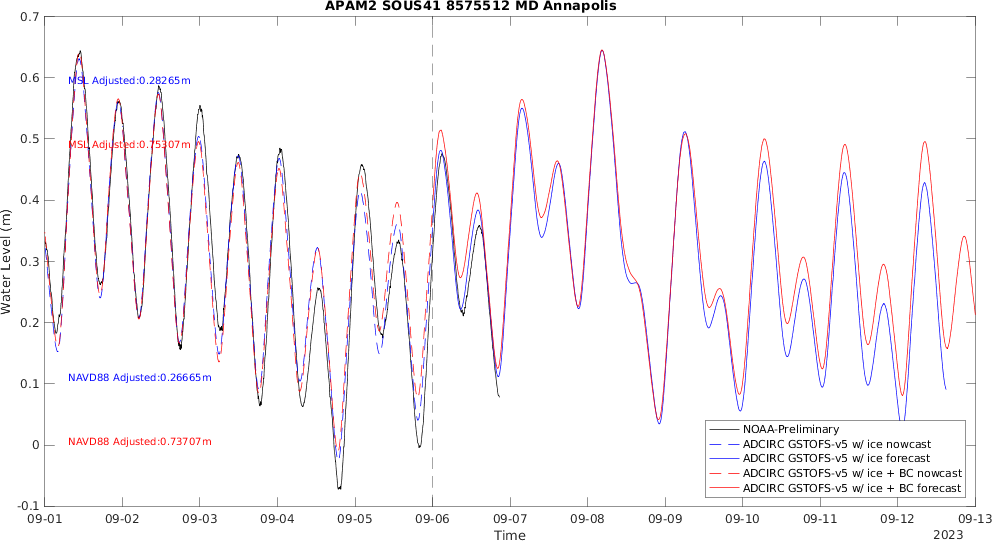 APAM2 SOUS41 8575512 MD Annapolis
0.7
0.6
0.5
0.4
0.3
0.2
0.1
0
-0.1
Water Level (m)
MSL Adjusted:0.28265m
MSL Adjusted:0.75307m
NAVD88 Adjusted:0.26665m
NAVD88 Adjusted:0.73707m
NOAA-Preliminary
ADCIRC GSTOFS-v5 w/ ice nowcast
ADCIRC GSTOFS-v5 w/ ice forecast
ADCIRC GSTOFS-v5 w/ ice + BC nowcast
ADCIRC GSTOFS-v5 w/ ice + BC forecast
09-01 09-02 09-03 09-04 09-05 09-06 09-07 09-08 09-09 09-10 09-11 09-12 09-13
Time
2023